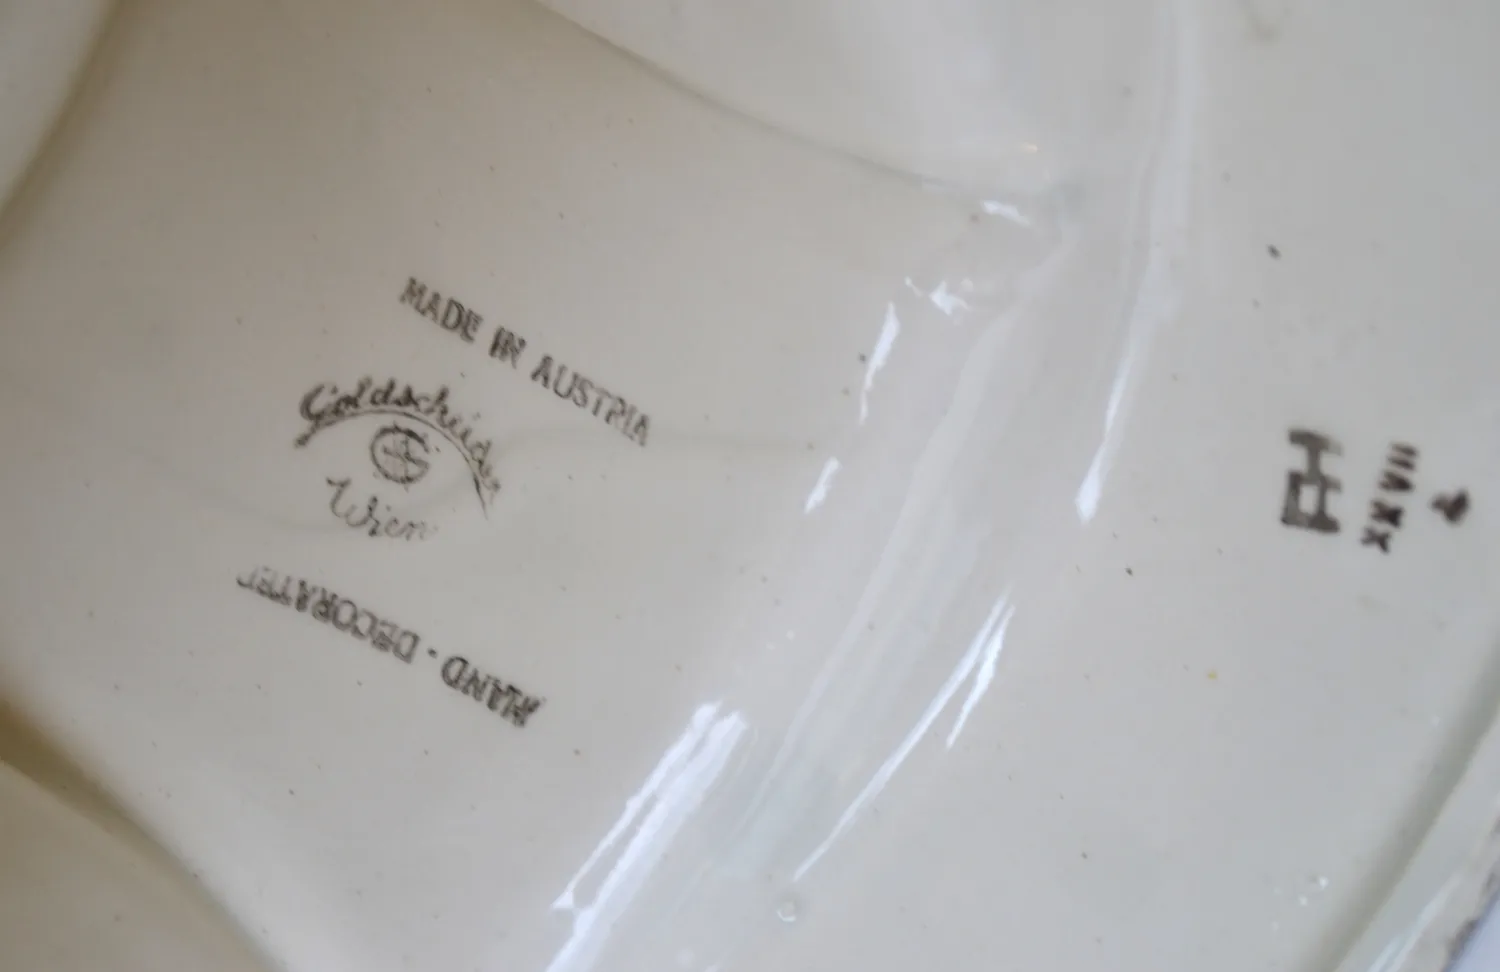 MADE IN AUSTRIA
Goldscheider
Wien
HAND-DECORATED
XXVII